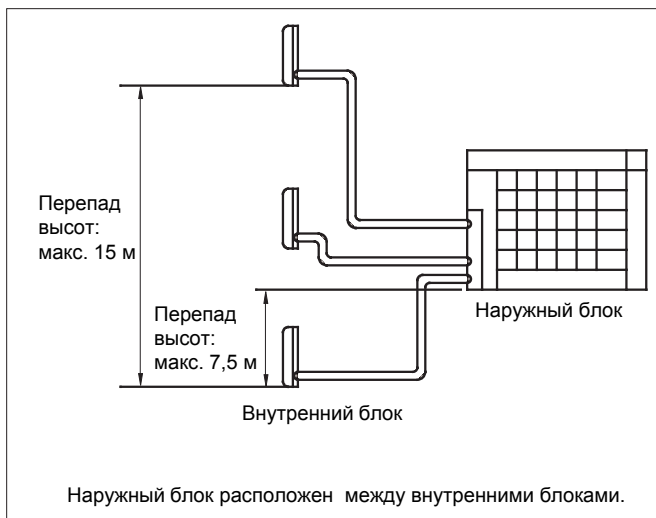 Перепад
высот:
макс. 15 м
Перепад
высот:
макс. 7,5 м
Наружный блок
Внутренний блок
Наружный блок расположен между внутренними блоками.